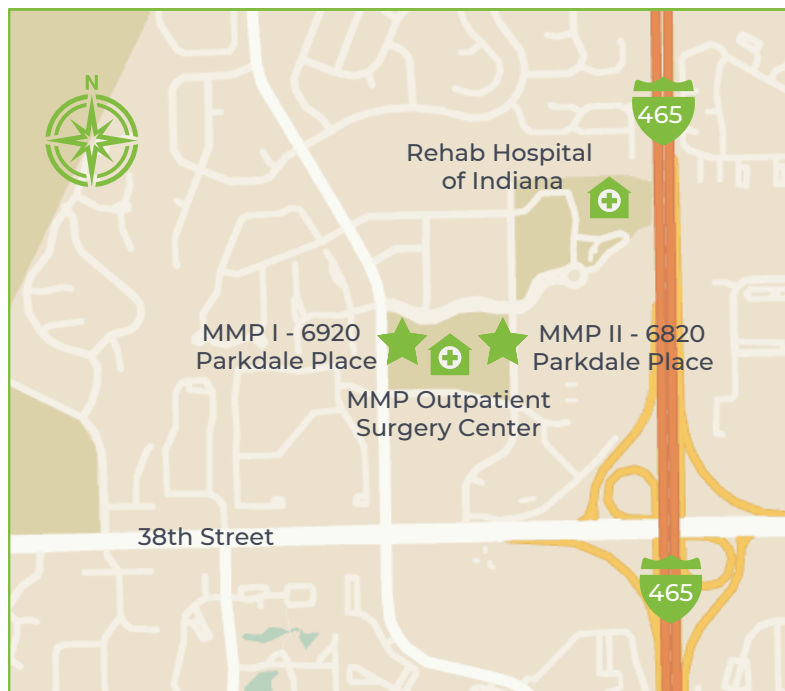 N
465
Rehab Hospital
of Indiana
MMP I - 6920
Parkdale Place
MMP II - 6820
Parkdale Place
MMP Outpatient
Surgery Center
38th Street
465